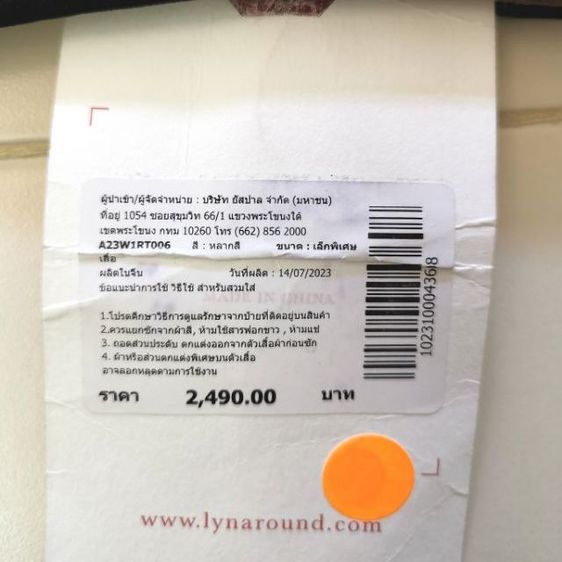 ผู้นำเข้า/ผู้จัดจำหน่าย : บริษัท ยัสปาล จำกัด (มหาชน)
ที่อยู่ 1054 ซอยสุขุมวิท 66/1 แขวงพระโขนงใต้
เขตพระโขนง กทม 10260 โทร (662) 856 2000
A23W1RT006 สี : หลากสี ขนาด : เล็กพิเศษ
เสื้อ
ผลิตในจีน วันที่ผลิต : 14/07/2023
ข้อแนะนำการใช้ วิธีใช้ สำหรับสวมใส่
MADE IN CHINA
1.โปรดศึกษาวิธีการดูแลรักษาจากป้ายที่ติดอยู่บนสินค้า
2.ควรแยกซักจากผ้าสี, ห้ามใช้สารฟอกขาว , ห้ามแช่
3. ถอดส่วนประดับ ตกแต่งออกจากตัวเสื้อผ้าก่อนซัก
4. ผ้าหรือส่วนตกแต่งพิเศษบนตัวเสื้อ
อาจลอกหลุดตามการใช้งาน
ราคา 2,490.00 บาท
1023100043618
www.lynaround.com